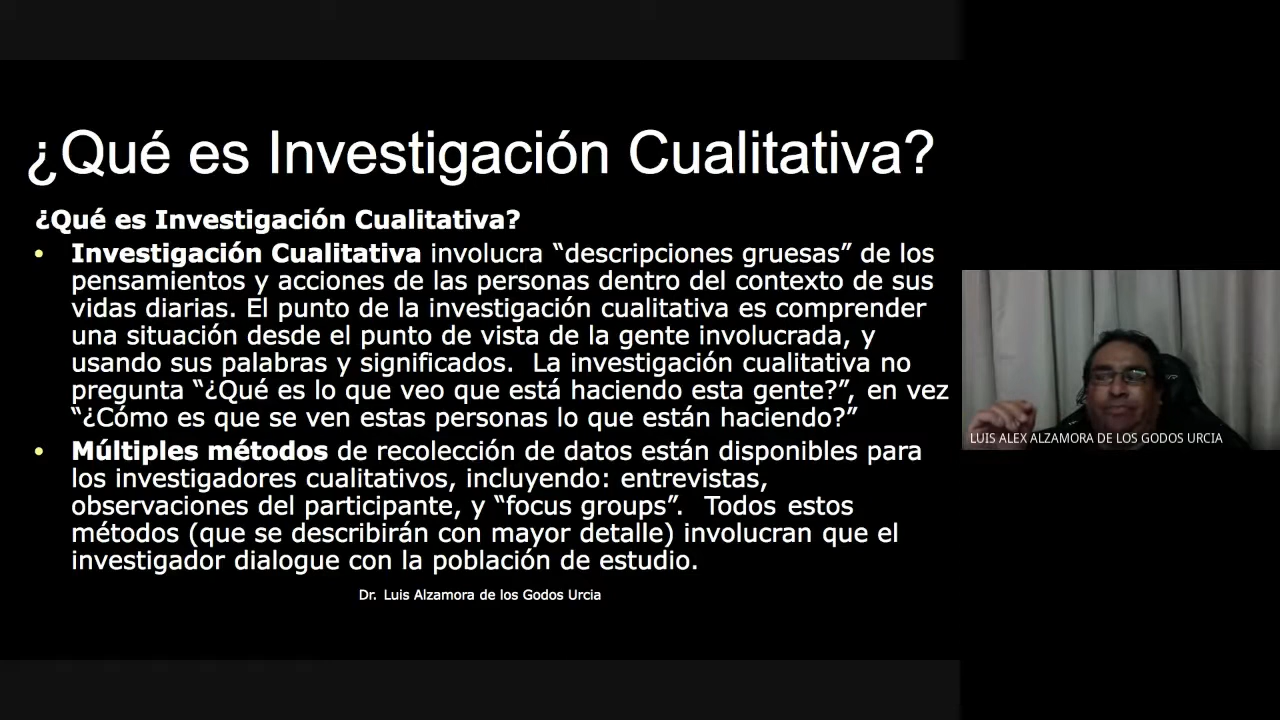 ¿Qué es Investigación Cualitativa?
¿Qué es Investigación Cualitativa?
• Investigación Cualitativa involucra “descripciones gruesas” de los
pensamientos y acciones de las personas dentro del contexto de sus
vidas diarias. El punto de la investigación cualitativa es comprender
una situación desde el punto de vista de la gente involucrada, y
usando sus palabras y significados. La investigación cualitativa no
pregunta “¿Qué es lo que veo que está haciendo esta gente?”, en vez
“¿Cómo es que se ven estas personas lo que están haciendo?”
• Múltiples métodos de recolección de datos están disponibles para
los investigadores cualitativos, incluyendo: entrevistas,
observaciones del participante, y “focus groups”. Todos estos
métodos (que se describirán con mayor detalle) involucran que el
investigador dialogue con la población de estudio.
Dr. Luis Alzamora de los Godos Urcia
LUIS ALEX ALZAMORA DE LOS GODOS URCIA